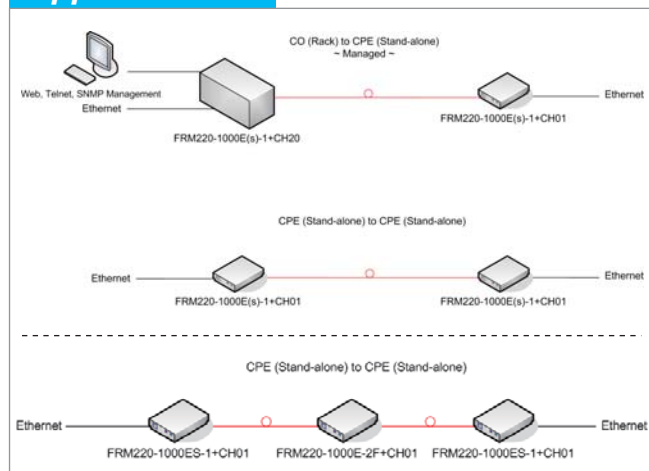 CO (Rack) to CPE (Stand-alone)
~ Managed ~
Web, Telnet, SNMP Management
Ethernet
Ethernet
FRM220-1000E(s)-1+CH20
FRM220-1000E(s)-1+CH01
CPE (Stand-alone) to CPE (Stand-alone)
Ethernet
Ethernet
FRM220-1000E(s)-1+CH01
FRM220-1000E(s)-1+CH01
CPE (Stand-alone) to CPE (Stand-alone)
Ethernet
Ethernet
FRM220-1000ES-1+CH01
FRM220-1000E-2F+CH01
FRM220-1000ES-1+CH01